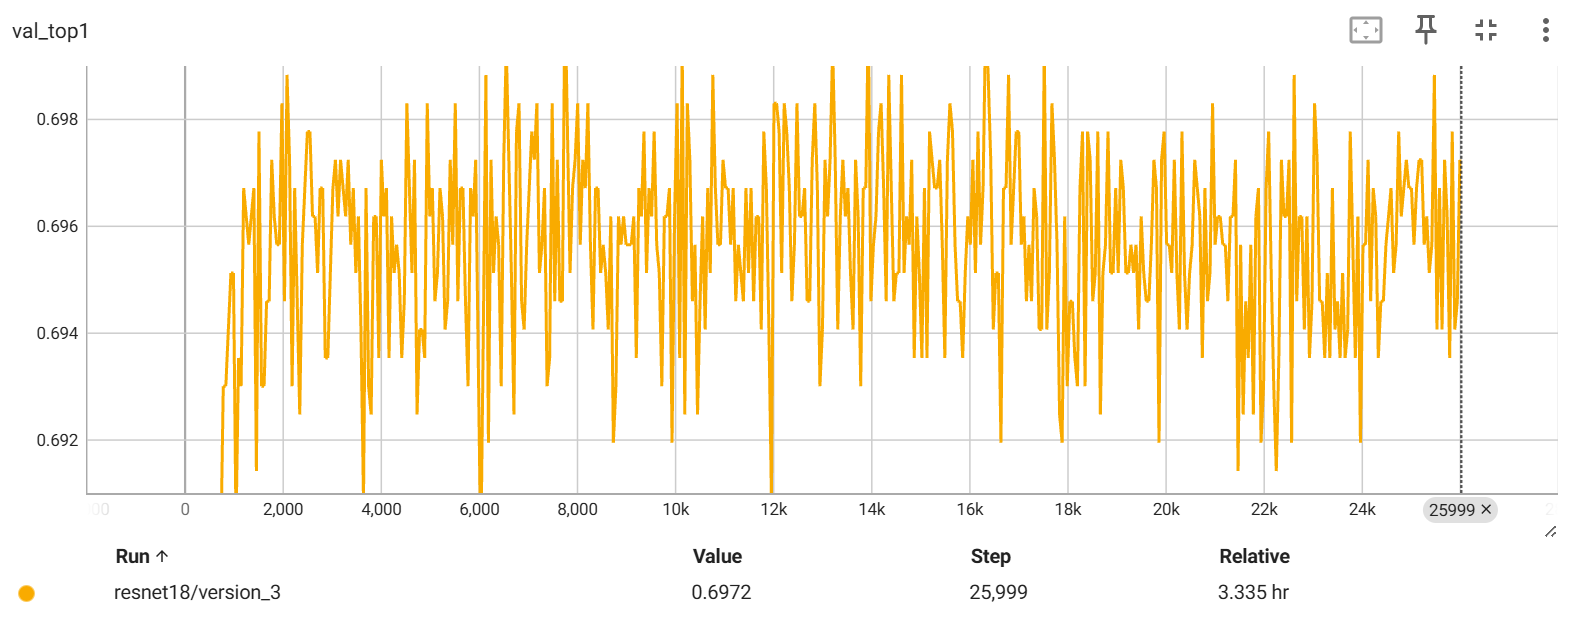 val_top1
0.698
0.696
0.694
0.692
00 0 2,000 4,000 6,000 8,000 10k 12k 14k 16k 18k 20k 22k 24k 25999 ×
Run ↑ Value Step Relative
resnet18/version_3 0.6972 25,999 3.335 hr